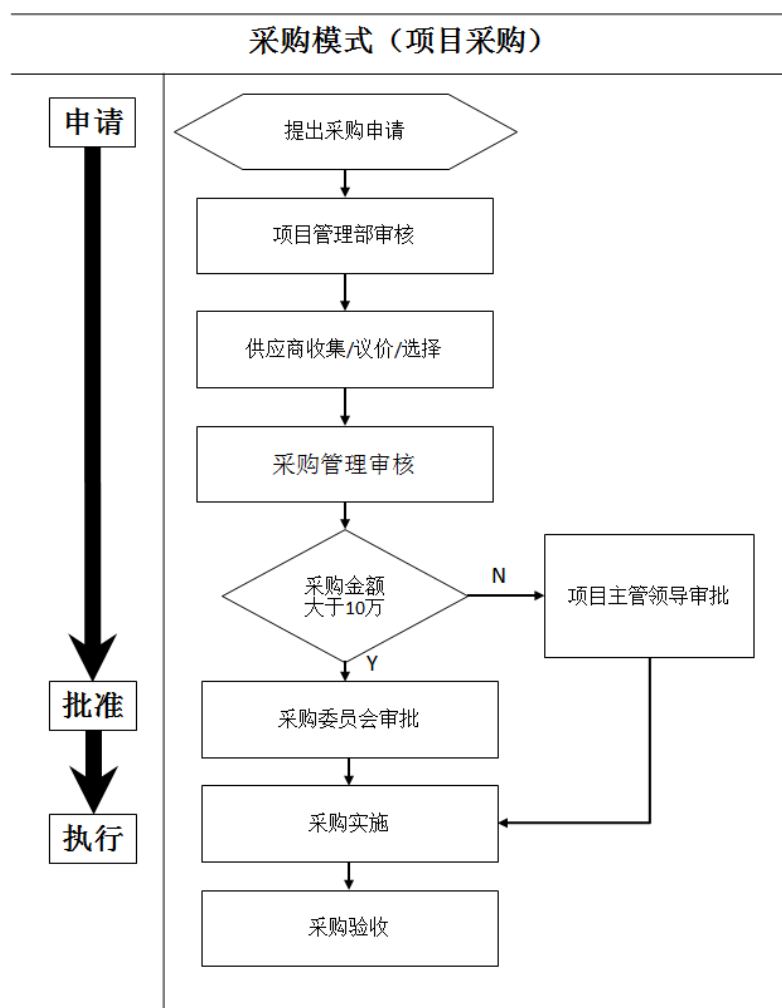 采购模式（项目采购）
申请
提出采购申请
项目管理部审核
供应商收集/议价/选择
采购管理审核
采购金额
大于10万
N
项目主管领导审批
Y
批准
采购委员会审批
采购实施
执行
采购验收